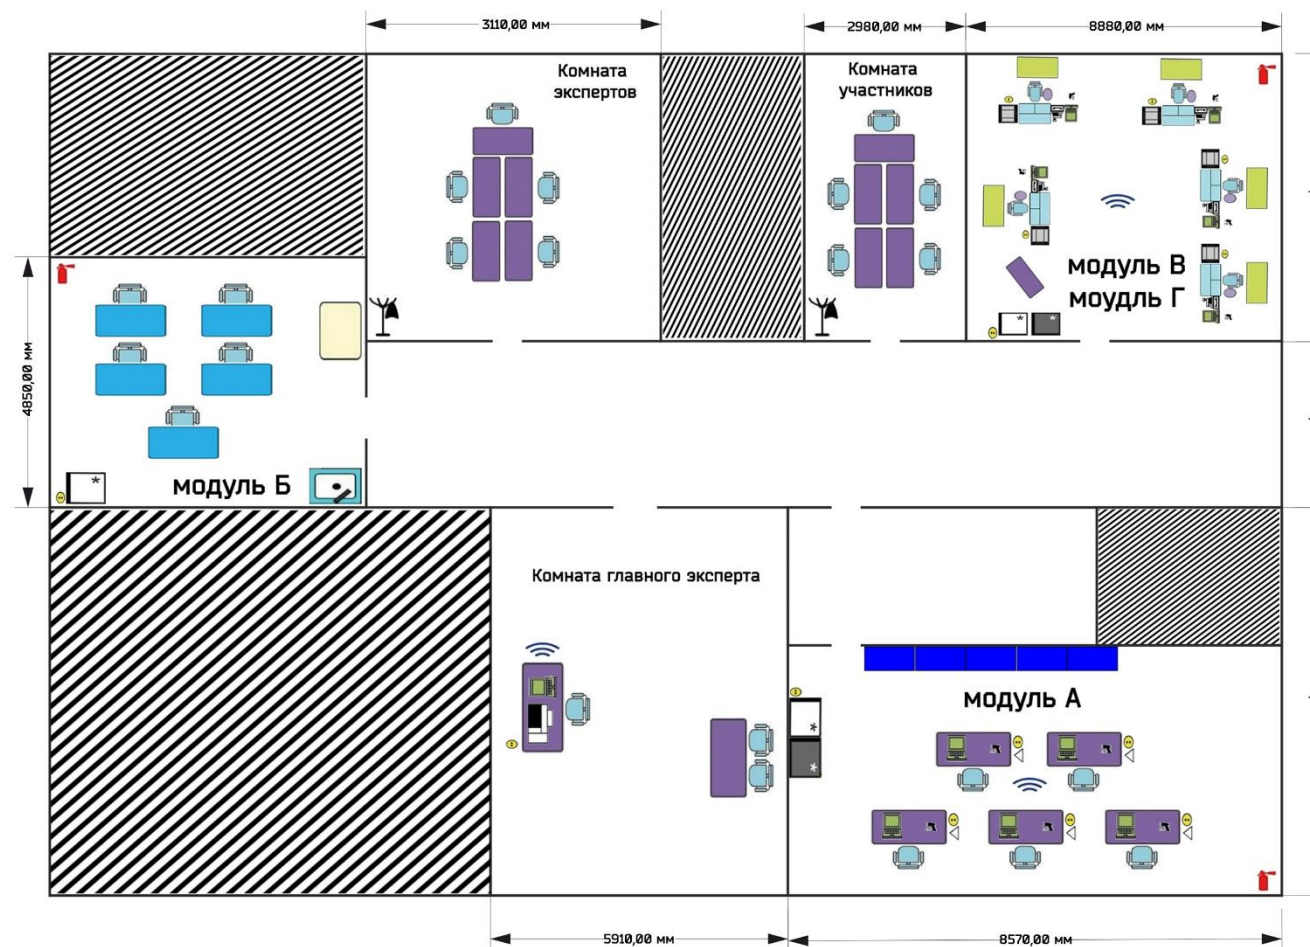 3110,00 мм
2980,00 мм
8880,00 мм
Комната
экспертов
Комната
участников
модуль В
моудль Г
4850,00 мм
*
*
*
модуль Б
Комната главного эксперта
модуль А
*
*
5910,00 мм
8570,00 мм